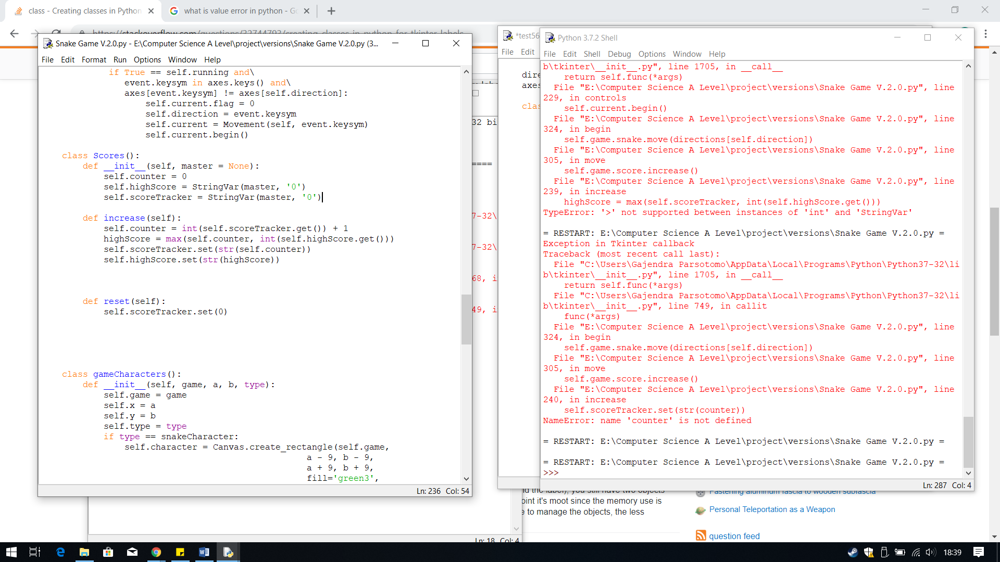 class - Creating classes in Python
what is value error in python - Go
Snake Game V.2.0.py - E:\Computer Science A Level\project\versions\Snake Game V.2.0.py (3...
File Edit Format Run Options Window Help
if True == self.running and\
event.keysym in axes.keys() and\
axes[event.keysym] != axes[self.direction]:
self.current.flag = 0
self.direction = event.keysym
self.current = Movement(self, event.keysym)
self.current.begin()
class Scores():
def __init__(self, master = None):
self.counter = 0
self.highScore = StringVar(master, '0')
self.scoreTracker = StringVar(master, '0')
def increase(self):
self.counter = int(self.scoreTracker.get()) + 1
highScore = max(self.counter, int(self.highScore.get()))
self.scoreTracker.set(str(self.counter))
self.highScore.set(str(highScore))
def reset(self):
self.scoreTracker.set(0)
class gameCharacters():
def __init__(self, game, a, b, type):
self.game = game
self.x = a
self.y = b
self.type = type
if type == snakeCharacter:
self.character = Canvas.create_rectangle(self.game,
a - 9, b - 9,
a + 9, b + 9,
fill='green3',
Ln: 236 Col: 54
32 bi
====
7-32\
7-32\
68, i
49, i
Ln: 18 Col: 4
*test56
File Edit
dire
axes
clas
Python 3.7.2 Shell
File Edit Shell Debug Options Window Help
b\tkinter\__init__.py", line 1705, in __call__
return self.func(*args)
File "E:\Computer Science A Level\project\versions\Snake Game V.2.0.py", line
229, in controls
self.current.begin()
File "E:\Computer Science A Level\project\versions\Snake Game V.2.0.py", line
324, in begin
self.game.snake.move(directions[self.direction])
File "E:\Computer Science A Level\project\versions\Snake Game V.2.0.py", line
305, in move
self.game.score.increase()
File "E:\Computer Science A Level\project\versions\Snake Game V.2.0.py", line
239, in increase
highScore = max(self.scoreTracker, int(self.highScore.get()))
TypeError: '>' not supported between instances of 'int' and 'StringVar'
= RESTART: E:\Computer Science A Level\project\versions\Snake Game V.2.0.py =
Exception in Tkinter callback
Traceback (most recent call last):
File "C:\Users\Gajendra Parsotomo\AppData\Local\Programs\Python\Python37-32\li
b\tkinter\__init__.py", line 1705, in __call__
return self.func(*args)
File "C:\Users\Gajendra Parsotomo\AppData\Local\Programs\Python\Python37-32\li
b\tkinter\__init__.py", line 749, in callit
func(*args)
File "E:\Computer Science A Level\project\versions\Snake Game V.2.0.py", line
324, in begin
self.game.snake.move(directions[self.direction])
File "E:\Computer Science A Level\project\versions\Snake Game V.2.0.py", line
305, in move
self.game.score.increase()
File "E:\Computer Science A Level\project\versions\Snake Game V.2.0.py", line
240, in increase
self.scoreTracker.set(str(counter))
NameError: name 'counter' is not defined
= RESTART: E:\Computer Science A Level\project\versions\Snake Game V.2.0.py =
= RESTART: E:\Computer Science A Level\project\versions\Snake Game V.2.0.py =
>>>
Ln: 287 Col: 4
the label), you still have two objects
oint it's moot since the memory use is
e to manage the objects, the less
Fastening aluminum fascia to wooden subfascia
Personal Teleportation as a Weapon
question feed
18:39